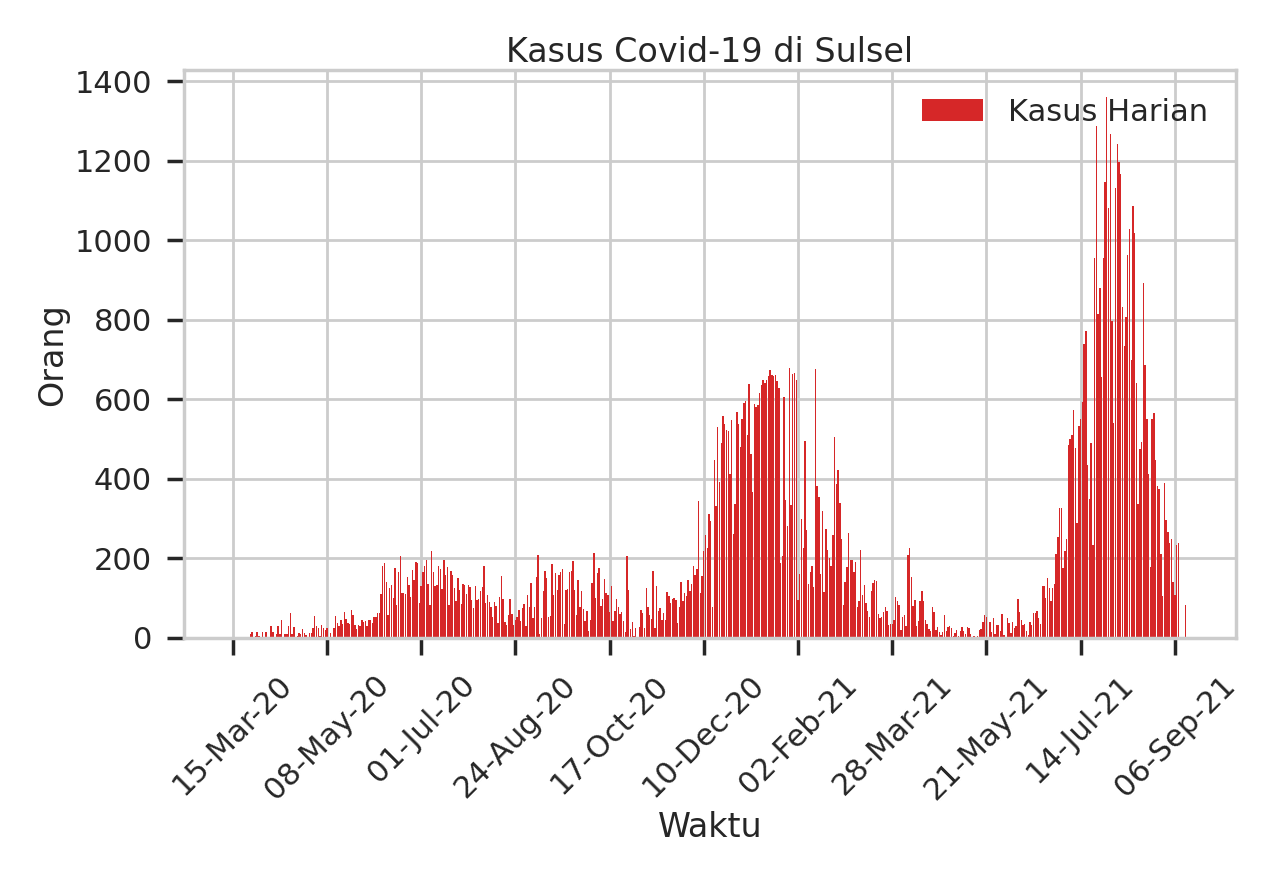 Kasus Covid-19 di Sulsel
Kasus Harian
1400
1200
1000
800
600
400
200
0
Orang
15-Mar-20
08-May-20
01-Jul-20
24-Aug-20
17-Oct-20
10-Dec-20
02-Feb-21
28-Mar-21
21-May-21
14-Jul-21
06-Sep-21
Waktu